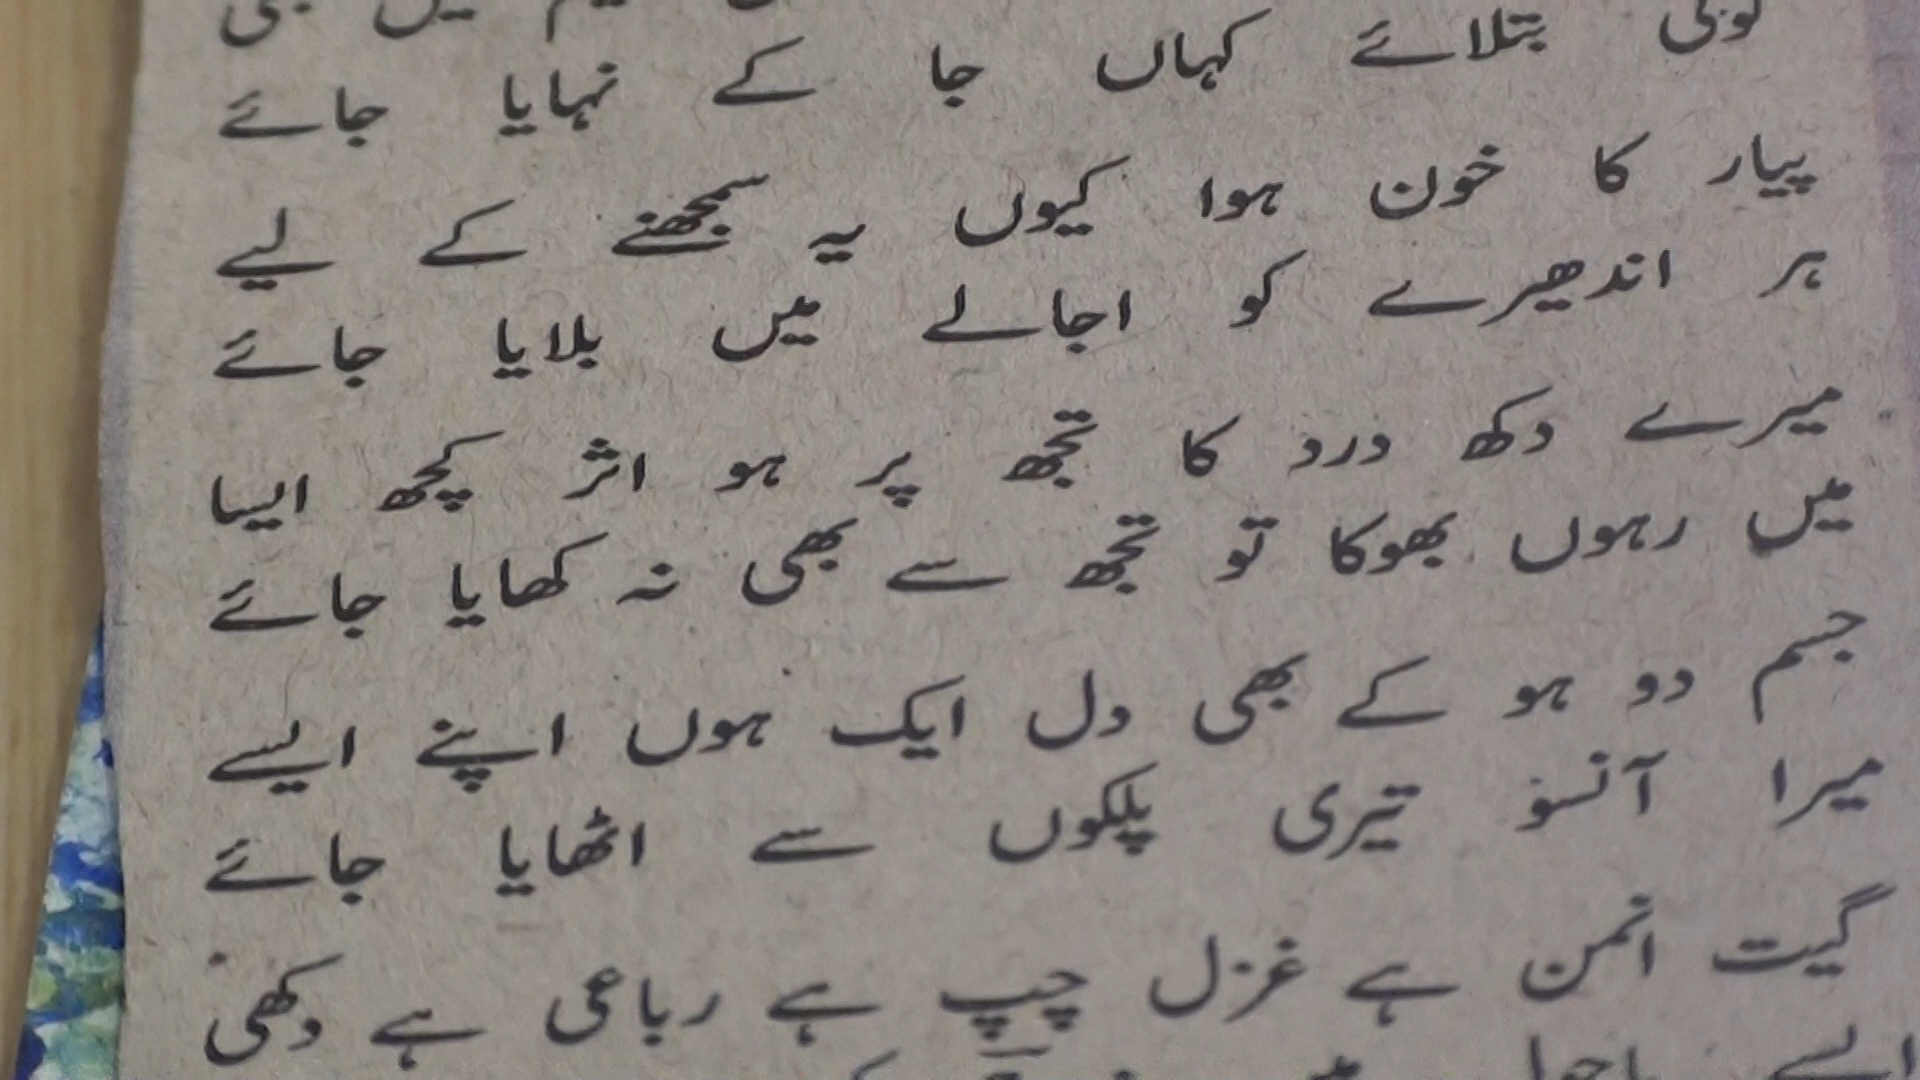 بتلائے کہاں جا کے نہایا جائے
پیار کا خون ہوا کیوں یہ سمجھنے کے لیے
ہر اندھیرے کو اجالے میں بلایا جائے
میرے دکھ درد کا تجھ پر ہو اثر کچھ ایسا
میں رہوں بھوکا تو تجھ سے بھی نہ کھایا جائے
جسم دو ہو کے بھی دل ایک ہوں اپنے ایسے
میرا آنسو تیری پلکوں سے اٹھایا جائے
گیت انمن ہے غزل چپ ہے رباعی ہے دکھی